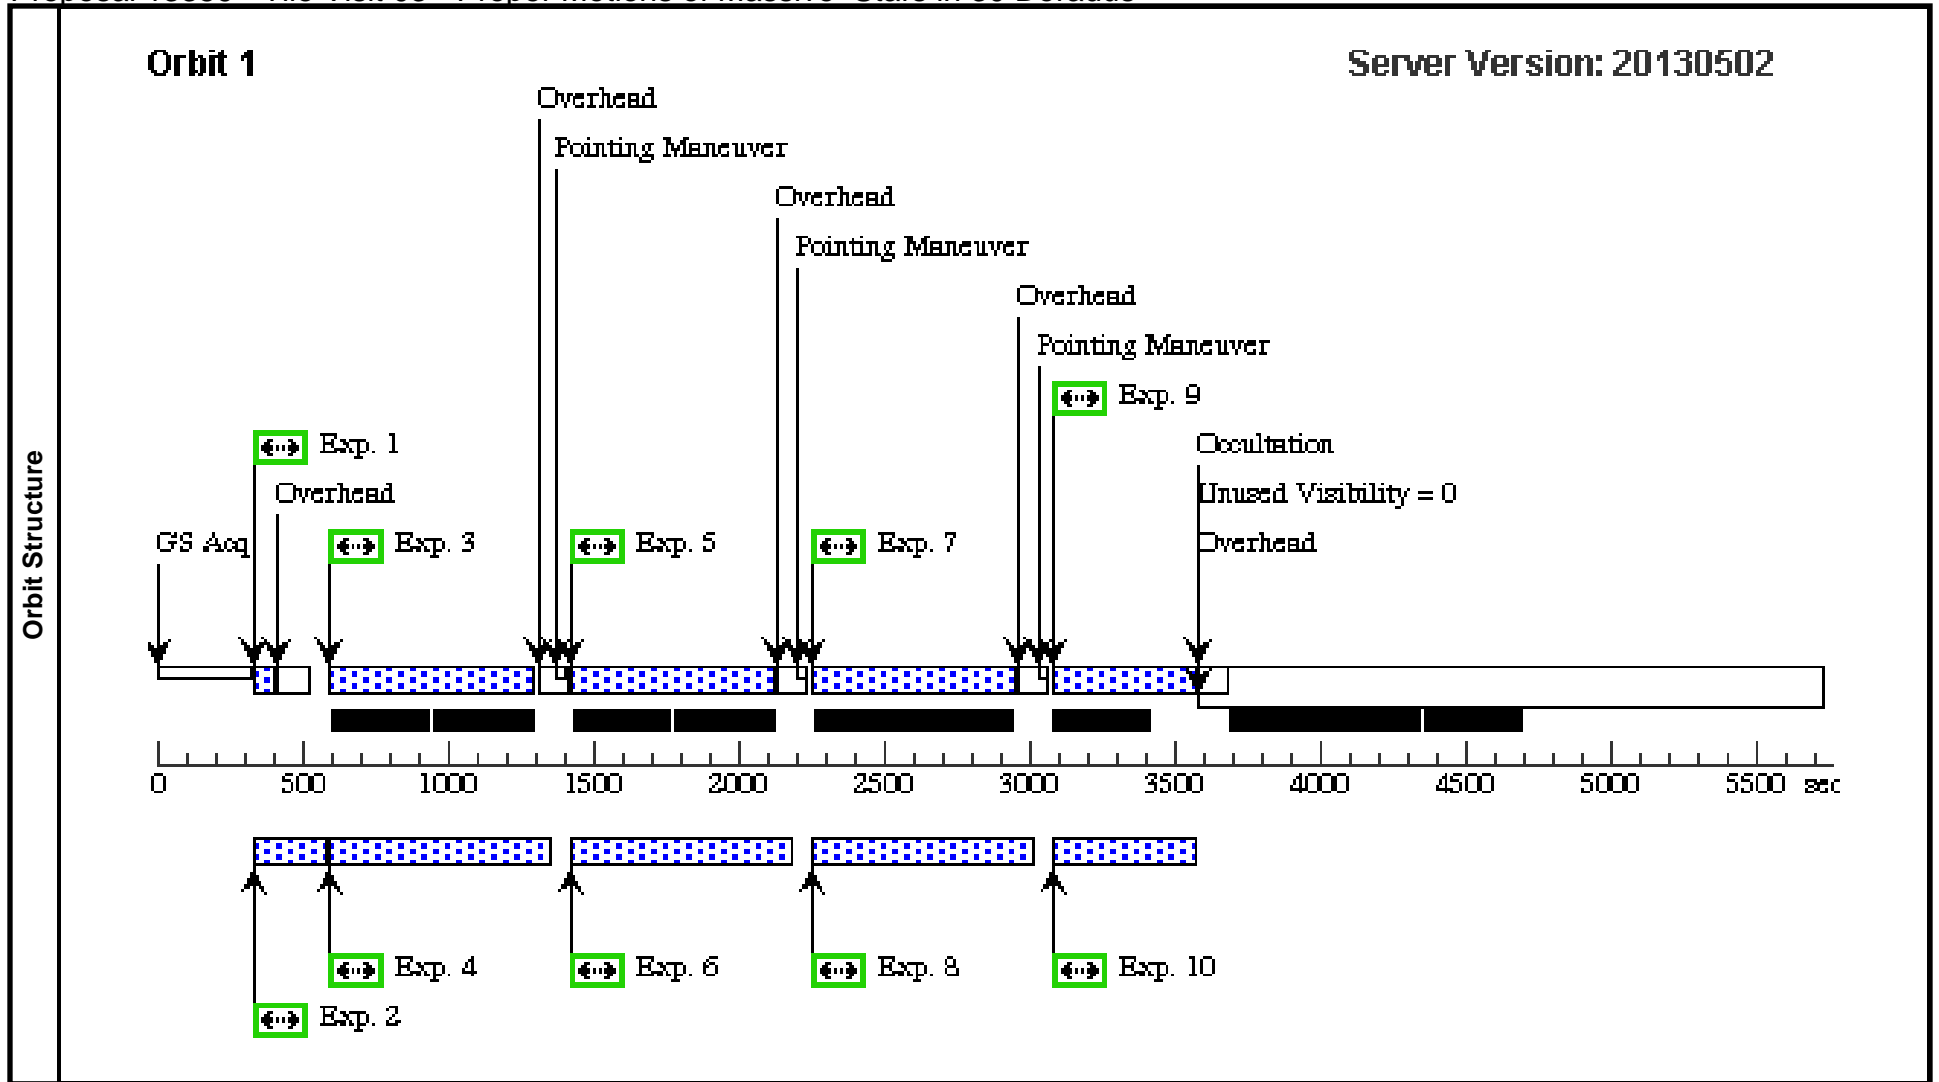 Orbit Structure
Orbit 1
Server Version: 20130502
Overhead
Pointing Maneuver
Overhead
Pointing Maneuver
Overhead
Pointing Maneuver
Exp. 9
Exp. 1
Occultation
Overhead
Unused Visibility = 0
GS Acq
Exp. 3
Exp. 5
Exp. 7
Overhead
0 500 1000 1500 2000 2500 3000 3500 4000 4500 5000 5500 sec
Exp. 4
Exp. 6
Exp. 8
Exp. 10
Exp. 2